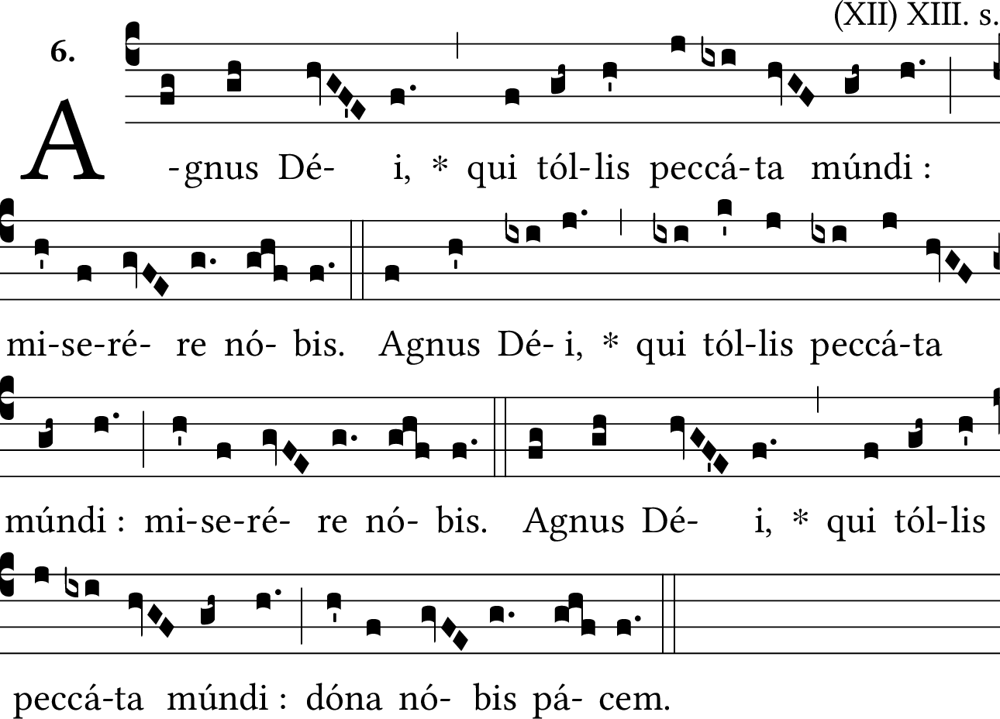 (XII) XIII. s.
6.
A-gnus Dé- i, * qui tól-lis peccá-ta múndi :
mi-se-ré- re nó- bis. Agnus Dé- i, * qui tól-lis peccá-ta
múndi : mi-se-ré- re nó- bis. Agnus Dé- i, * qui tól-lis
peccá-ta múndi : dóna nó- bis pá- cem.